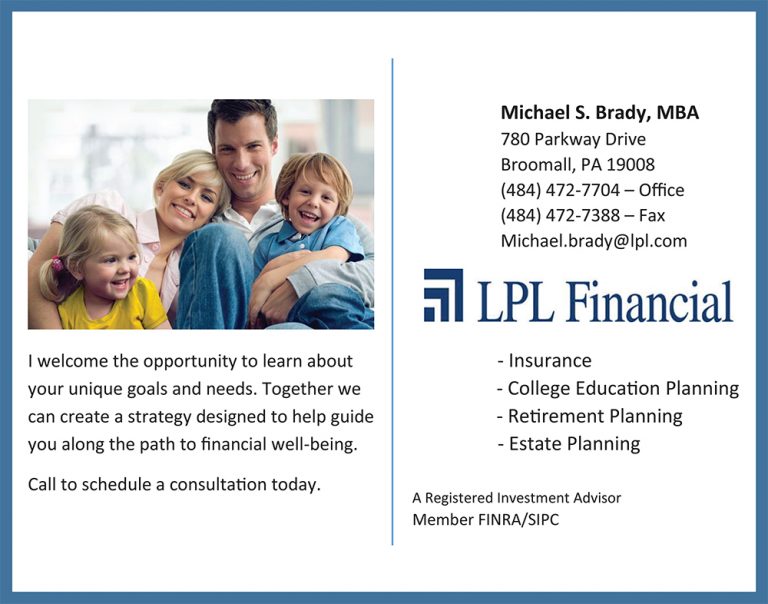 I welcome the opportunity to learn about
your unique goals and needs. Together we
can create a strategy designed to help guide
you along the path to financial well-being.
Call to schedule a consultation today.
Michael S. Brady, MBA
780 Parkway Drive
Broomall, PA 19008
(484) 472-7704 – Office
(484) 472-7388 – Fax
Michael.brady@lpl.com
LPL Financial
- Insurance
- College Education Planning
- Retirement Planning
- Estate Planning
A Registered Investment Advisor
Member FINRA/SIPC